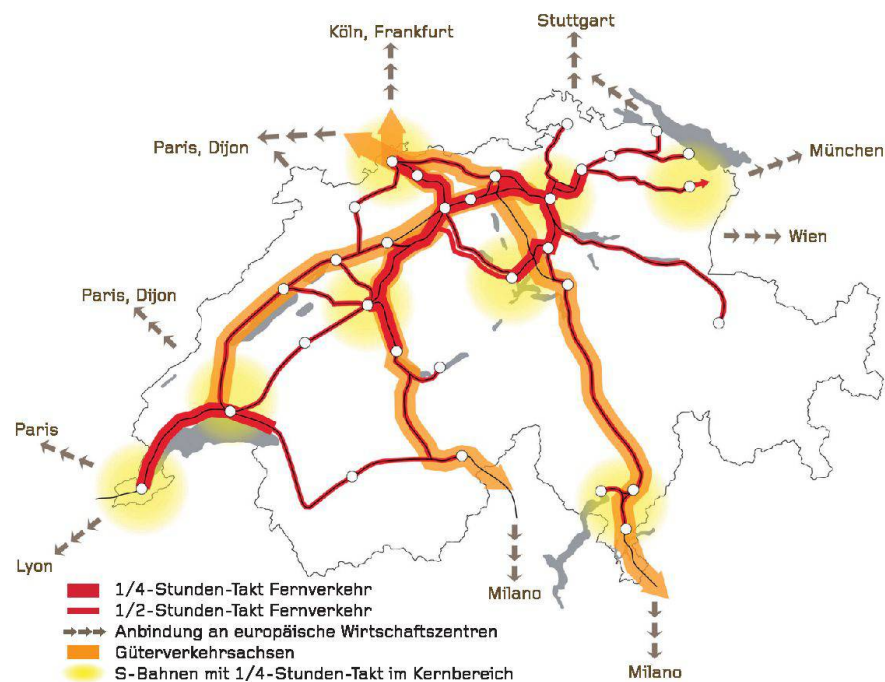 Köln, Frankfurt
Stuttgart
Paris, Dijon
München
Wien
Paris, Dijon
Paris
Lyon
Milano
Milano
1/4-Stunden-Takt Fernverkehr
1/2-Stunden-Takt Fernverkehr
Anbindung an europäische Wirtschaftszentren
Güterverkehrsachsen
S-Bahnen mit 1/4-Stunden-Takt im Kernbereich